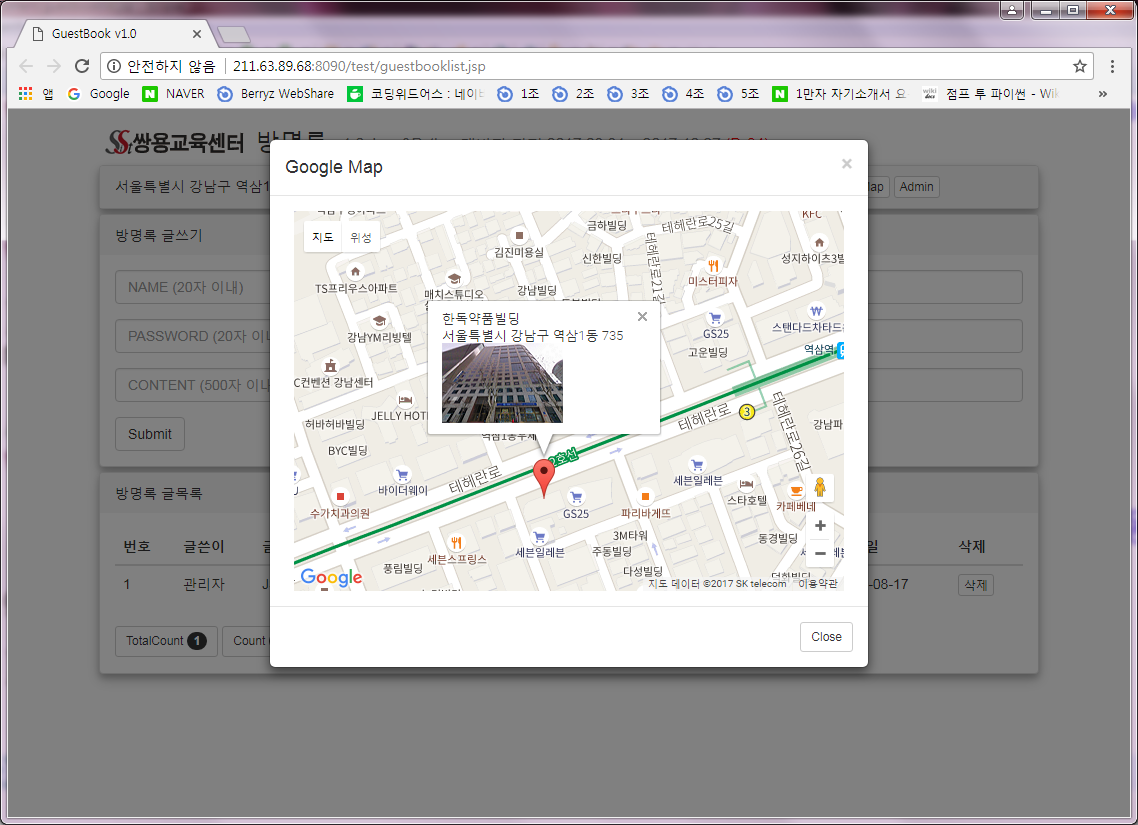 GuestBook v1.0
안전하지 않음 211.63.89.68:8090/test/guestbooklist.jsp
앱 Google NAVER Berryz WebShare 코딩위드어스 : 네이버 1조 2조 3조 4조 5조 1만자 자기소개서 요 점프 투 파이썬 - Wik »
쌍용교육센터 방명록
서울특별시 강남구 역삼1
Admin
방명록 글쓰기
NAME (20자 이내)
PASSWORD (20자 이내
CONTENT (500자 이내
Submit
방명록 글목록
번호 글쓴이 삭제
1 관리자 -08-17 삭제
TotalCount 1 Count
Google Map ×
지도 위성
금하빌딩
테헤란로25길
KFC
김진미용실
신한빌딩
테헤란로21길
성지하이츠3빌
TS프리우스아파트
매치스튜디오
강남빌딩
미스터피자
강남YM리빙텔
GS25
스탠다드차타드
고운빌딩
역삼역
한독약품빌딩
서울특별시 강남구 역삼1동 735
C컨벤션 강남센터
JELLY HOTE
허바허바빌딩
BYC빌딩
역삼1동우체
테헤란로
3
테헤란로26길
강남파
2호선
바이더웨이
테헤란로
수가치과의원
GS25
파리바게뜨
세븐일레븐
스타호텔
카페베네
세븐스프링스
세븐일레븐
3M타워
주동빌딩
동경빌딩
풍림빌딩
다성빌딩
Google
지도 데이터 ©2017 SK telecom 이용약관
Close